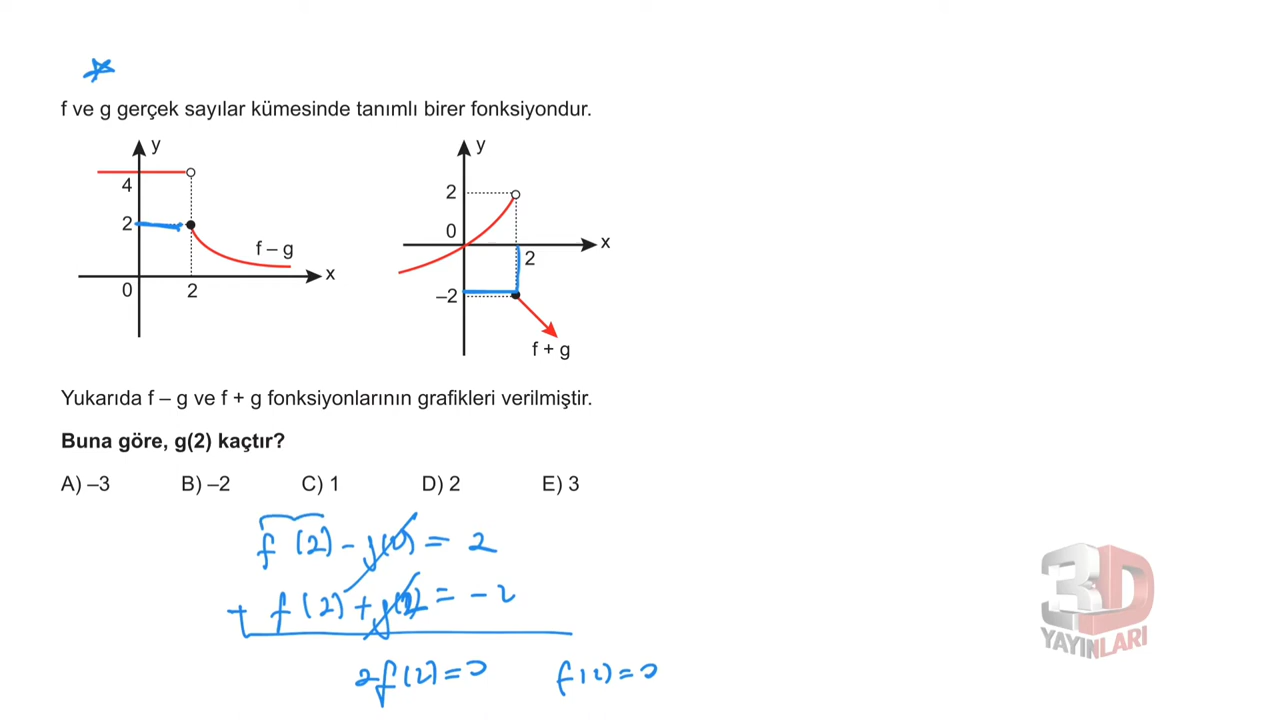 f ve g gerçek sayılar kümesinde tanımlı birer fonksiyondur.
y
4
2
f – g
x
0
2
y
2
0
x
2
–2
f + g
Yukarıda f – g ve f + g fonksiyonlarının grafikleri verilmiştir.
Buna göre, g(2) kaçtır?
A) –3 B) –2 C) 1 D) 2 E) 3
f(2) – g(2) = 2
+ f(2) + g(2) = –2
2f(2) = 0 f(2) = 0
3D
YAYINLARI